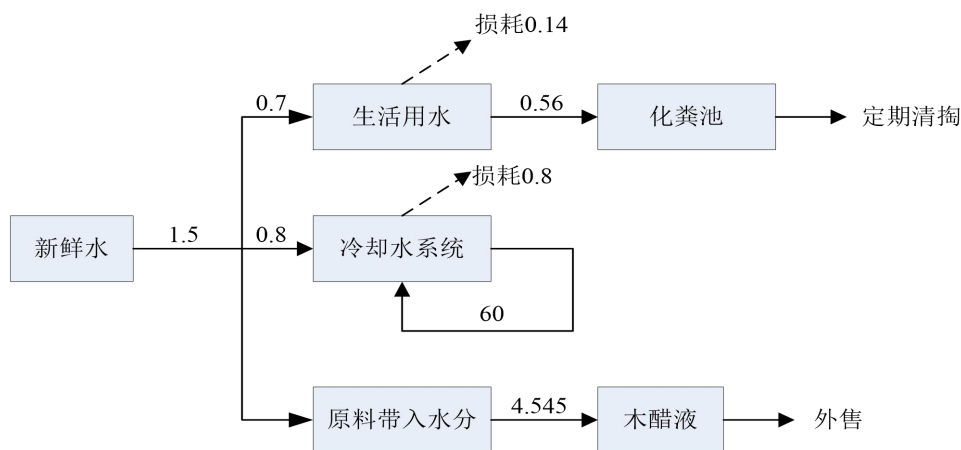 损耗0.14
0.7
生活用水
0.56
化粪池
定期清掏
损耗0.8
新鲜水
1.5
0.8
冷却水系统
60
原料带入水分
4.545
木醋液
外售